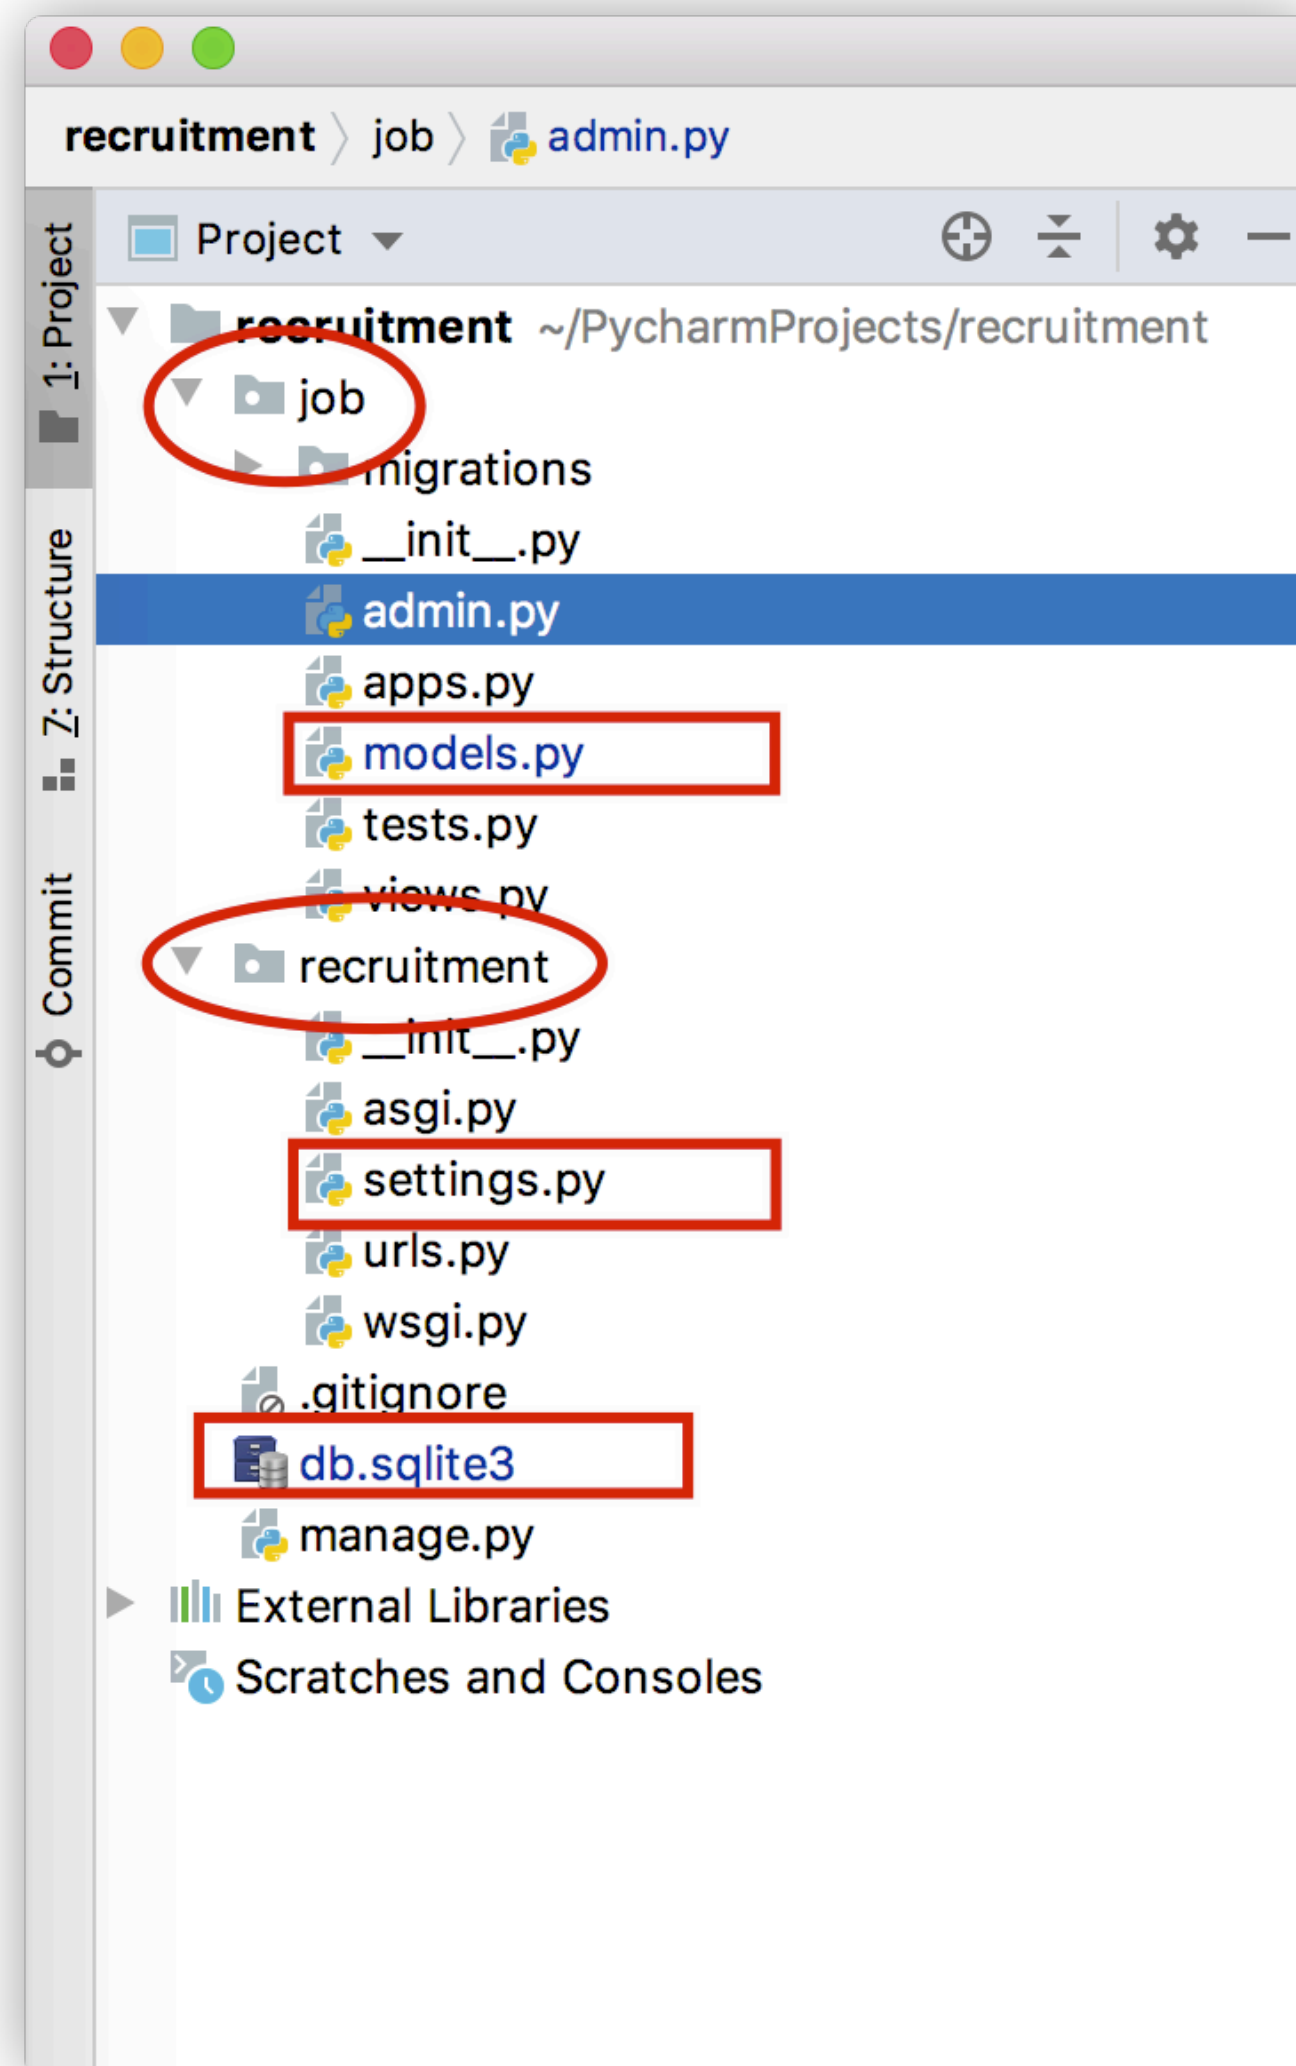 recruitment job admin.py
Project
1: Project
7: Structure
Commit
recruitment ~/PycharmProjects/recruitment
job
migrations
__init__.py
admin.py
apps.py
models.py
tests.py
views.py
recruitment
__init__.py
asgi.py
settings.py
urls.py
wsgi.py
.gitignore
db.sqlite3
manage.py
External Libraries
Scratches and Consoles